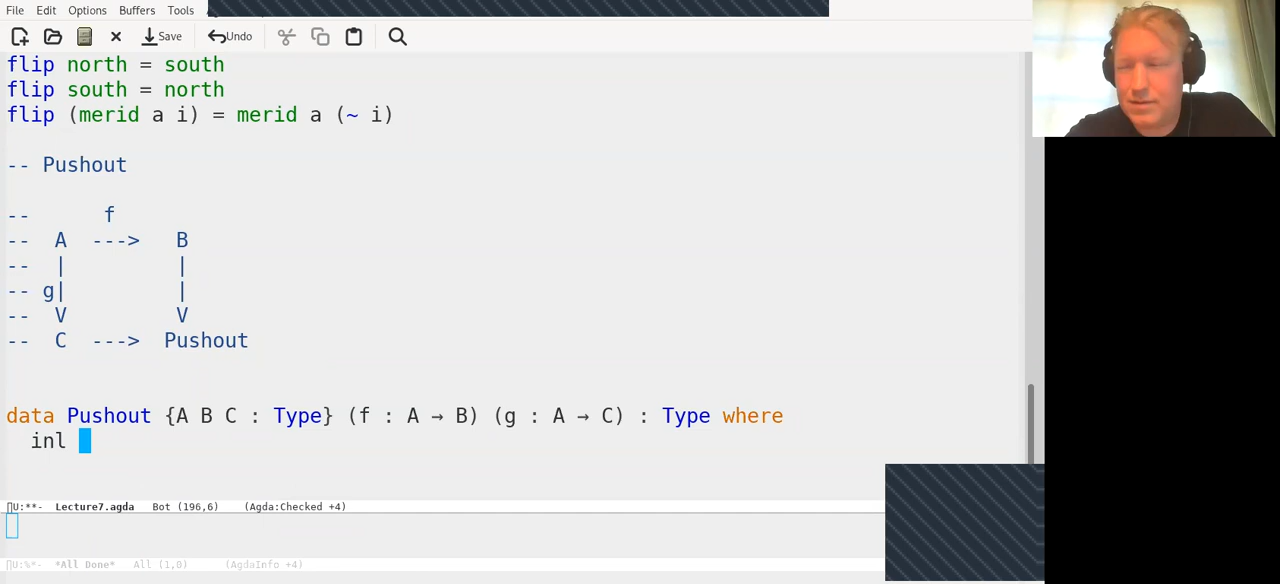 File Edit Options Buffers Tools
Save Undo
flip north = south
flip south = north
flip (merid a i) = merid a (~ i)
-- Pushout
-- f
-- A ---> B
-- | |
-- g| |
-- V V
-- C ---> Pushout
data Pushout {A B C : Type} (f : A → B) (g : A → C) : Type where
inl
U:**- Lecture7.agda Bot (196,6) (Agda:Checked +4)
U:%*- *All Done* All (1,0) (AgdaInfo +4)